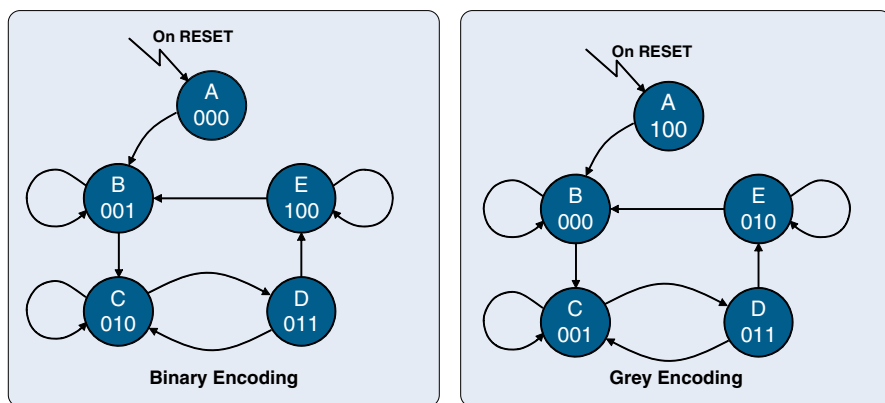 On RESET
A
000
B
001
E
100
C
010
D
011
Binary Encoding
On RESET
A
100
B
000
E
010
C
001
D
011
Grey Encoding